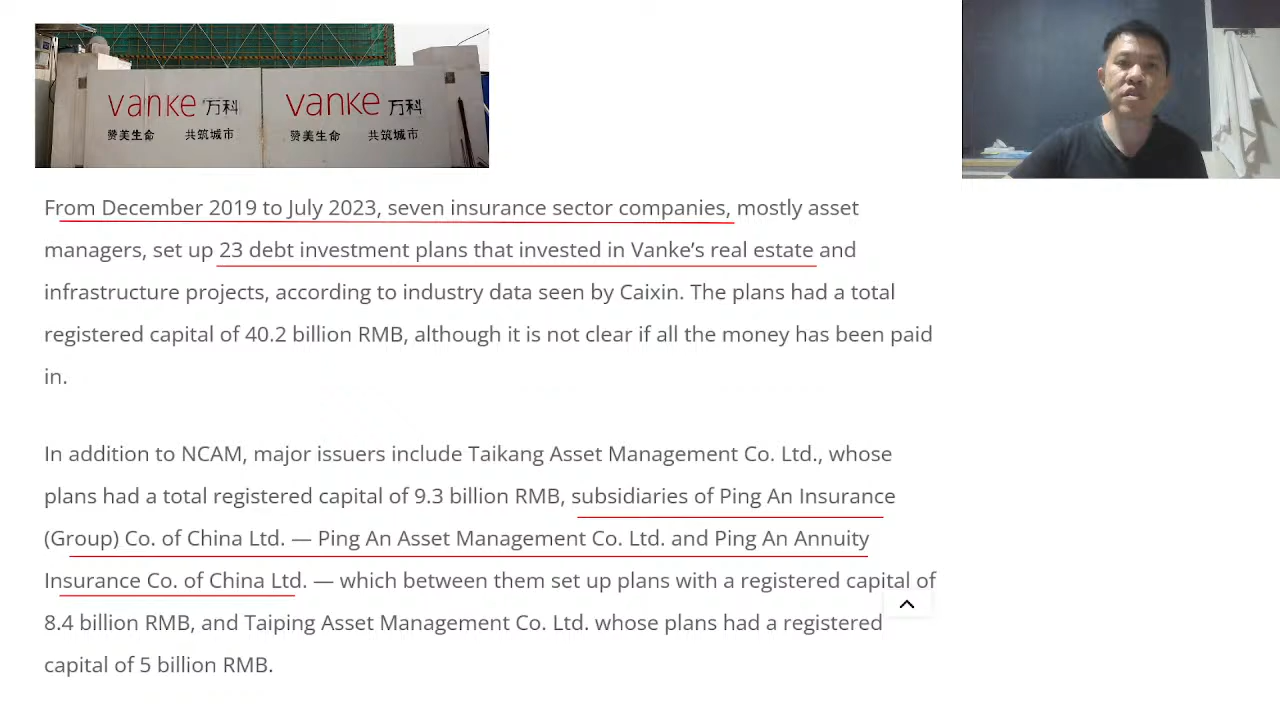 vanke 万科 vanke 万科
赞美生命 共筑城市 赞美生命 共筑城市
From December 2019 to July 2023, seven insurance sector companies, mostly asset
managers, set up 23 debt investment plans that invested in Vanke’s real estate and
infrastructure projects, according to industry data seen by Caixin. The plans had a total
registered capital of 40.2 billion RMB, although it is not clear if all the money has been paid
in.
In addition to NCAM, major issuers include Taikang Asset Management Co. Ltd., whose
plans had a total registered capital of 9.3 billion RMB, subsidiaries of Ping An Insurance
(Group) Co. of China Ltd. — Ping An Asset Management Co. Ltd. and Ping An Annuity
Insurance Co. of China Ltd. — which between them set up plans with a registered capital of
8.4 billion RMB, and Taiping Asset Management Co. Ltd. whose plans had a registered
capital of 5 billion RMB.